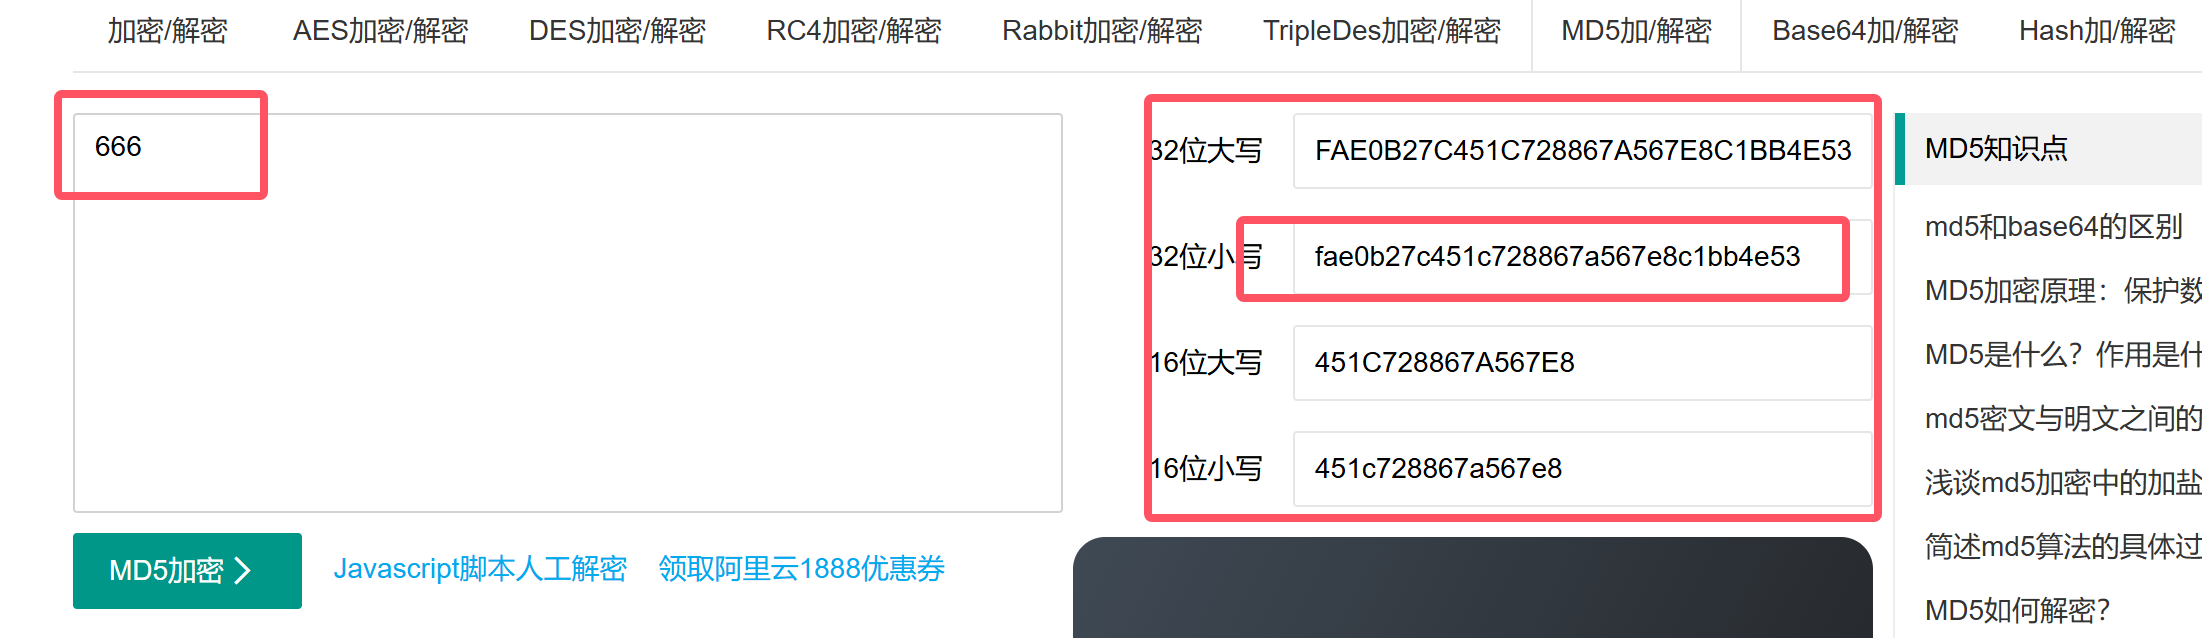 加密/解密 AES加密/解密 DES加密/解密 RC4加密/解密 Rabbit加密/解密 TripleDes加密/解密 MD5加/解密 Base64加/解密 Hash加/解密
666
32位大写 FAE0B27C451C728867A567E8C1BB4E53
32位小写 fae0b27c451c728867a567e8c1bb4e53
16位大写 451C728867A567E8
16位小写 451c728867a567e8
MD5加密
Javascript脚本人工解密 领取阿里云1888优惠券
MD5知识点
md5和base64的区别
MD5加密原理：保护数
MD5是什么？作用是什
md5密文与明文之间的
浅谈md5加密中的加盐
简述md5算法的具体过
MD5如何解密？